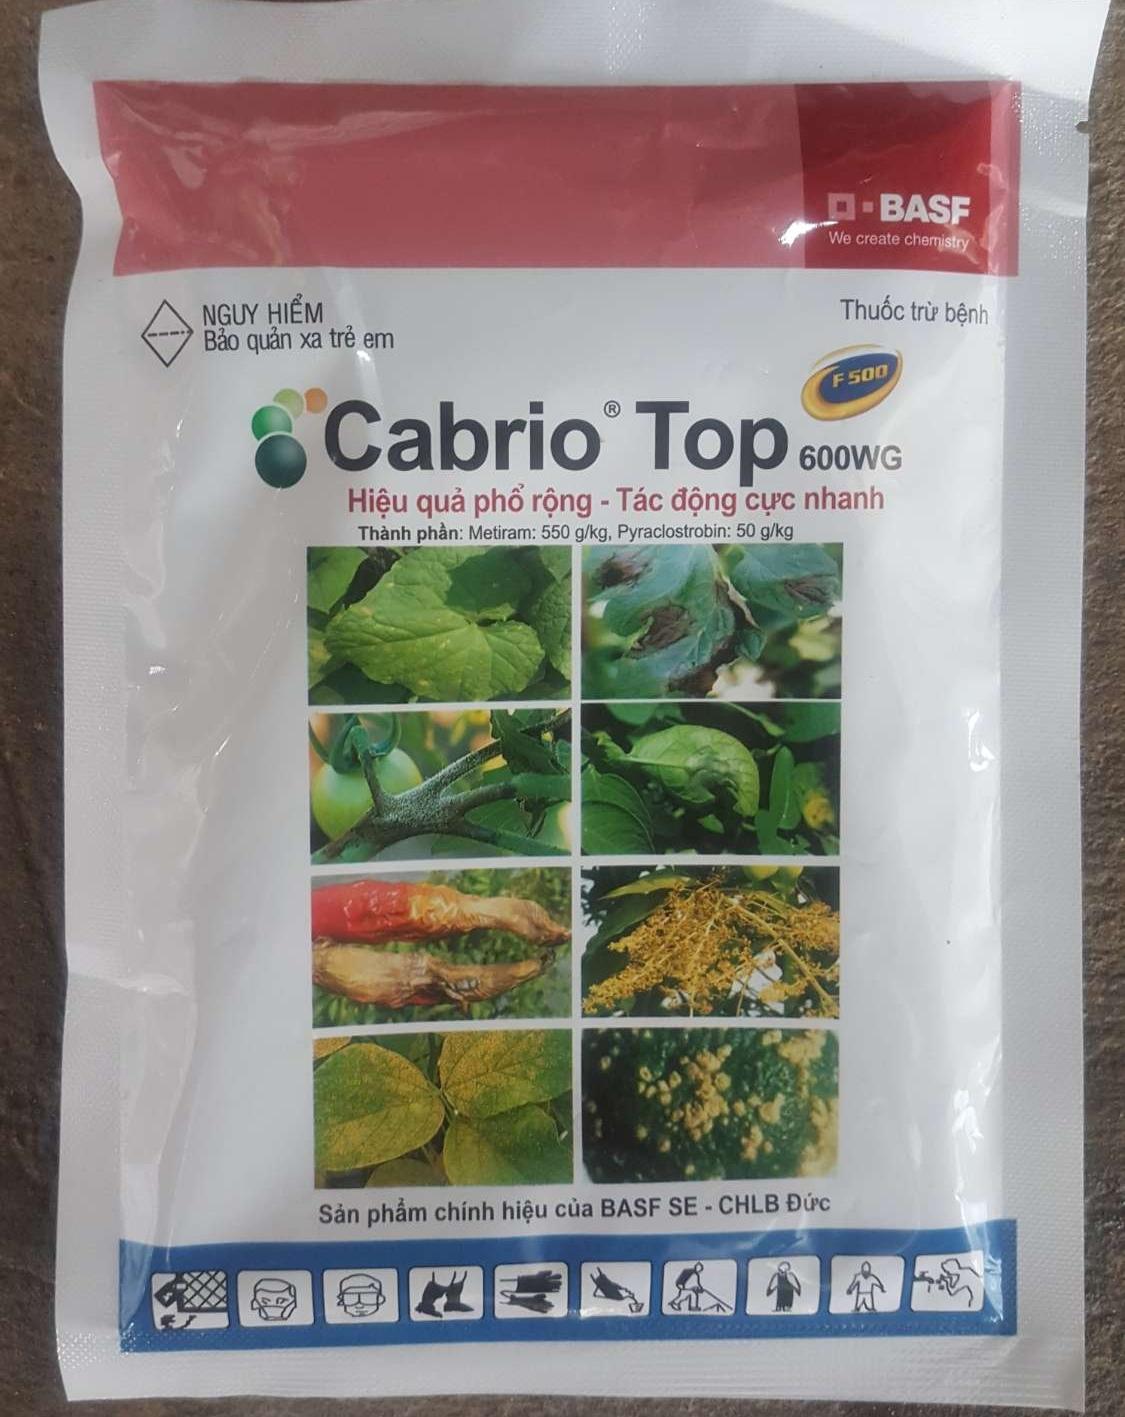 BASF
We create chemistry
NGUY HIỂM
Bảo quản xa trẻ em
Thuốc trừ bệnh
F 500
Cabrio® Top 600WG
Hiệu quả phổ rộng - Tác động cực nhanh
Thành phần: Metiram: 550 g/kg, Pyraclostrobin: 50 g/kg
Sản phẩm chính hiệu của BASF SE - CHLB Đức